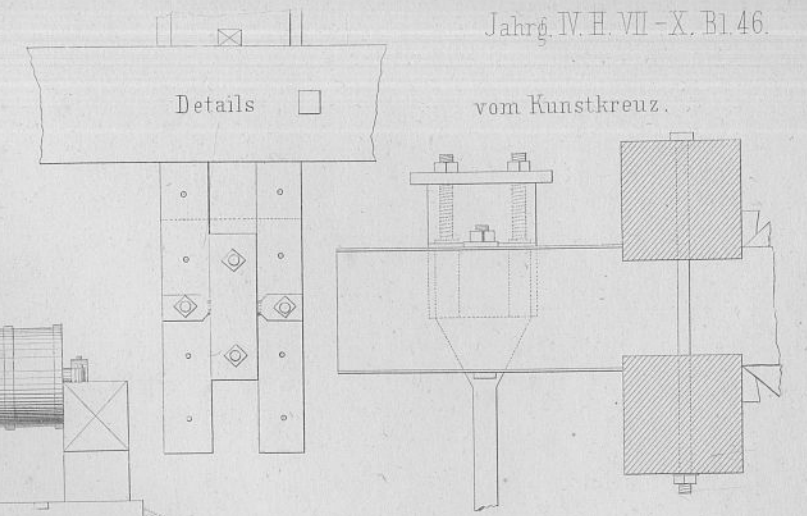 Jahrg. IV. H. VII - X. Bl. 46.
Details vom Kunstkreuz.